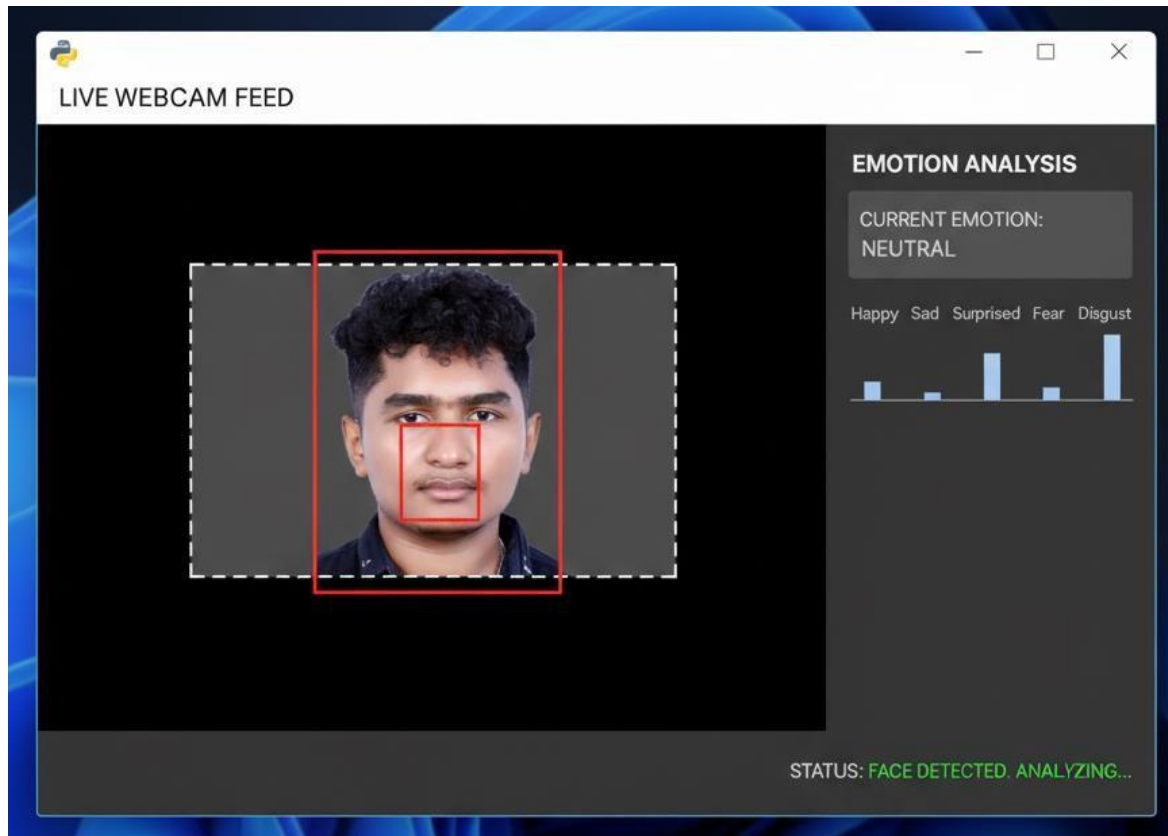 LIVE WEBCAM FEED
EMOTION ANALYSIS
CURRENT EMOTION:
NEUTRAL
Happy Sad Surprised Fear Disgust
STATUS: FACE DETECTED. ANALYZING...